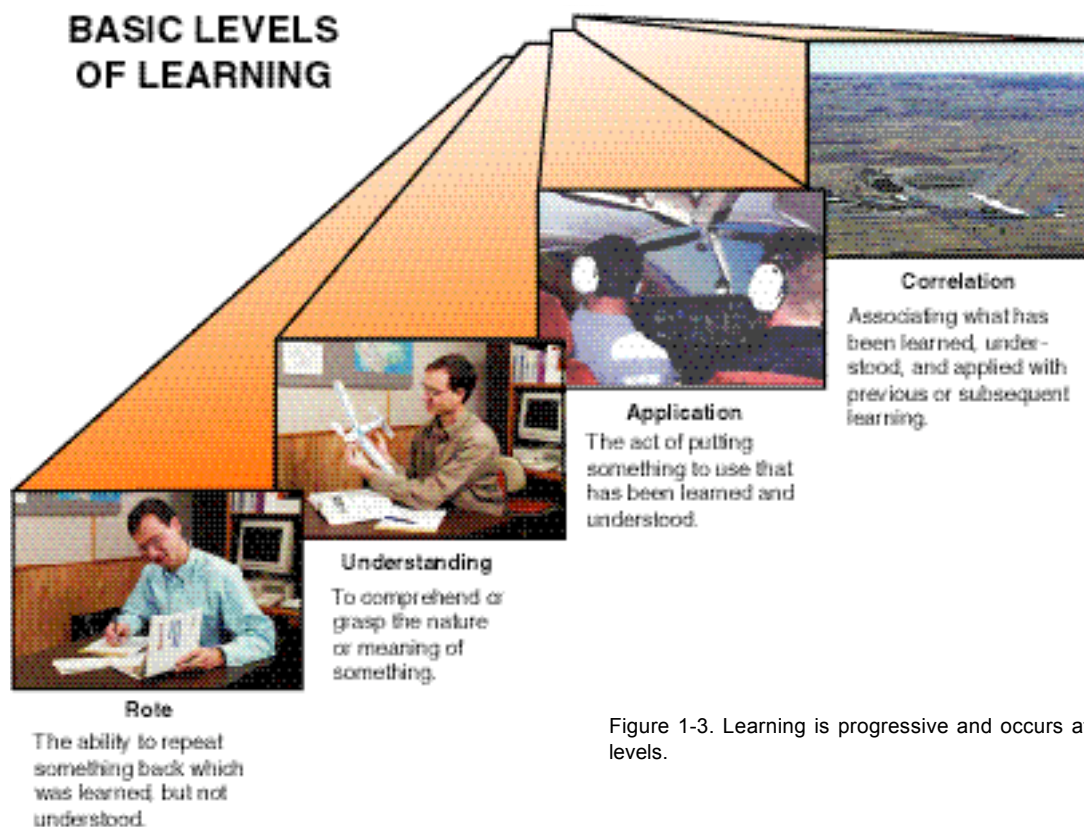 BASIC LEVELS
OF LEARNING
Correlation
Associating what has
been learned, under-
stood, and applied with
previous or subsequent
learning.
Application
The act of putting
something to use that
has been learned and
understood.
Understanding
To comprehend or
grasp the nature
or meaning of
something.
Rote
The ability to repeat
something back which
was learned, but not
understood.
Figure 1-3. Learning is progressive and occurs a
levels.